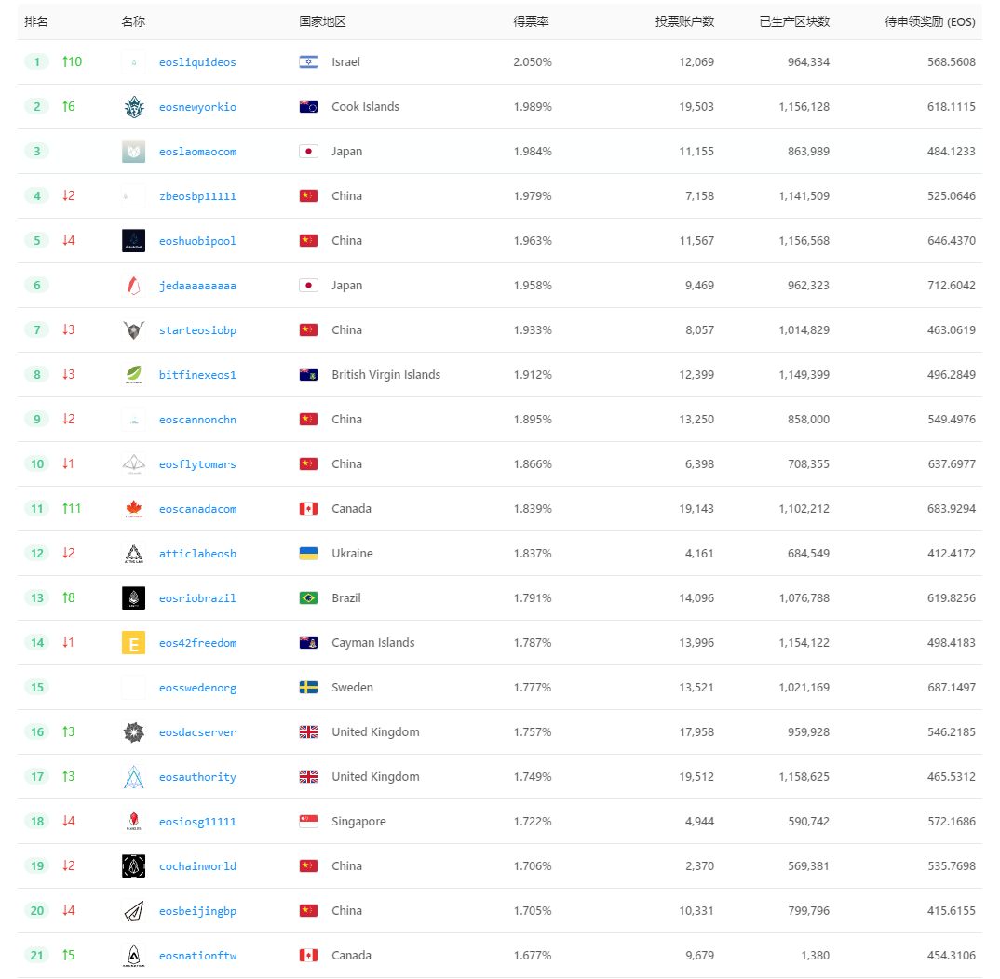 排名 名称 国家地区 得票率 投票账户数 已生产区块数 待申领奖励 (EOS)
1 ↑10 eosliquideos Israel 2.050% 12,069 964,334 568.5608
2 ↑6 eosnewyorkio Cook Islands 1.989% 19,503 1,156,128 618.1115
3 eoslaomaocom Japan 1.984% 11,155 863,989 484.1233
4 ↓2 zbeosbp11111 China 1.979% 7,158 1,141,509 525.0646
5 ↓4 eoshuobipool China 1.963% 11,567 1,156,568 646.4370
6 jedaaaaaaaaa Japan 1.958% 9,469 962,323 712.6042
7 ↓3 starteosiobp China 1.933% 8,057 1,014,829 463.0619
8 ↓3 bitfinexeos1 British Virgin Islands 1.912% 12,399 1,149,399 496.2849
9 ↓2 eoscannonchn China 1.895% 13,250 858,000 549.4976
10 ↓1 eosflytomars China 1.866% 6,398 708,355 637.6977
11 ↑11 eoscanadacom Canada 1.839% 19,143 1,102,212 683.9294
12 ↓2 atticlabeosb Ukraine 1.837% 4,161 684,549 412.4172
13 ↑8 eosriobrazil Brazil 1.791% 14,096 1,076,788 619.8256
14 ↓1 E eos42freedom Cayman Islands 1.787% 13,996 1,154,122 498.4183
15 eosswedenorg Sweden 1.777% 13,521 1,021,169 687.1497
16 ↑3 eosdacserver United Kingdom 1.757% 17,958 959,928 546.2185
17 ↑3 eosauthority United Kingdom 1.749% 19,512 1,158,625 465.5312
18 ↓4 eosiosg11111 Singapore 1.722% 4,944 590,742 572.1686
19 ↓2 cochainworld China 1.706% 2,370 569,381 535.7698
20 ↓4 eosbeijingbp China 1.705% 10,331 799,796 415.6155
21 ↑5 eosnationftw Canada 1.677% 9,679 1,380 454.3106